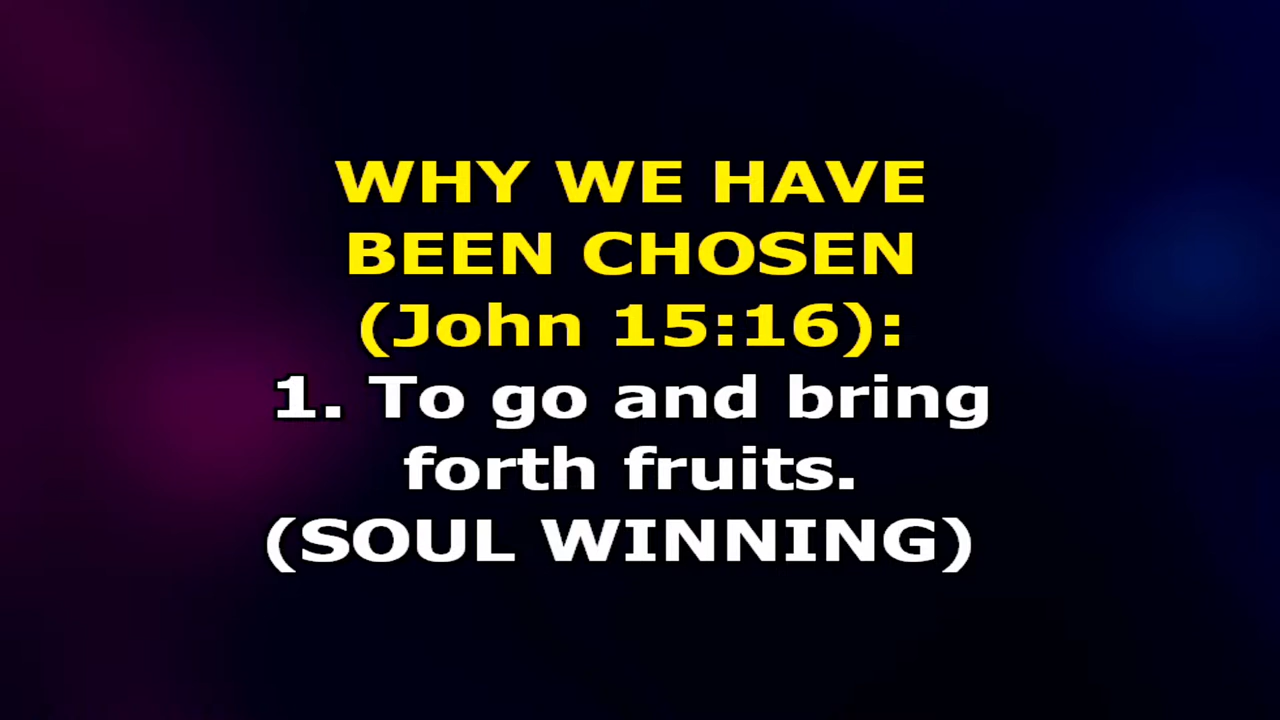 WHY WE HAVE
BEEN CHOSEN
(John 15:16):
1. To go and bring
forth fruits.
(SOUL WINNING)